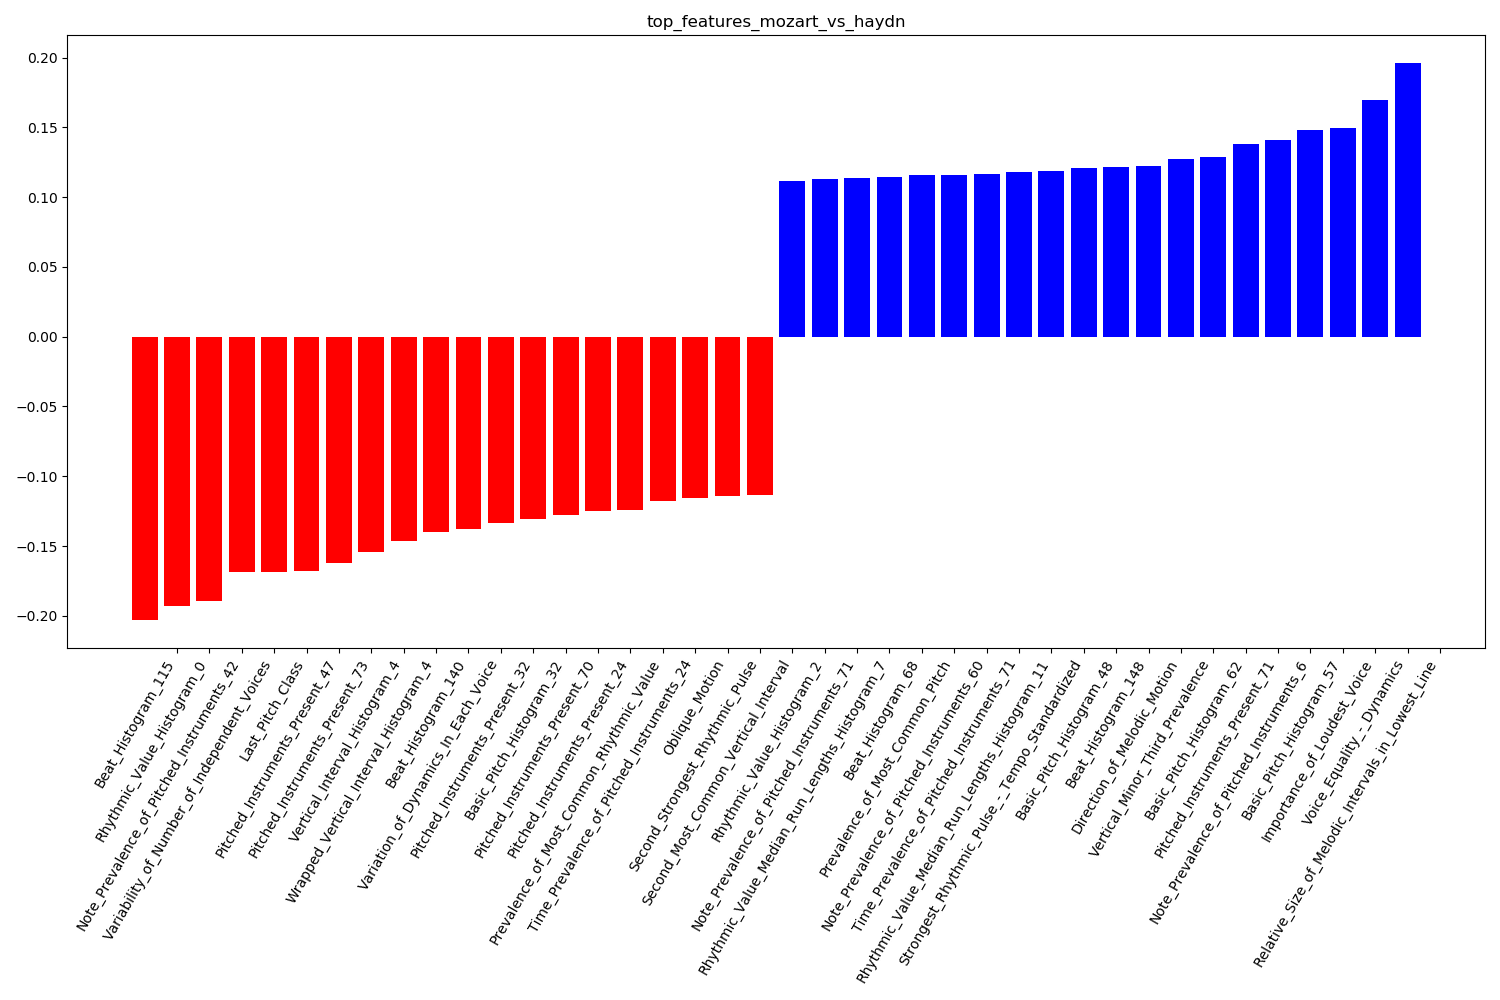 top_features_mozart_vs_haydn
0.20
0.15
0.10
0.05
0.00
−0.05
−0.10
−0.15
−0.20
Beat_Histogram_115
Rhythmic_Value_Histogram_0
Note_Prevalence_of_Pitched_Instruments_42
Variability_of_Number_of_Independent_Voices
Last_Pitch_Class
Pitched_Instruments_Present_47
Pitched_Instruments_Present_73
Vertical_Interval_Histogram_4
Wrapped_Vertical_Interval_Histogram_4
Beat_Histogram_140
Variation_of_Dynamics_In_Each_Voice
Pitched_Instruments_Present_32
Basic_Pitch_Histogram_32
Pitched_Instruments_Present_70
Pitched_Instruments_Present_24
Prevalence_of_Most_Common_Rhythmic_Value
Time_Prevalence_of_Pitched_Instruments_24
Oblique_Motion
Second_Strongest_Rhythmic_Pulse
Second_Most_Common_Vertical_Interval
Rhythmic_Value_Histogram_2
Note_Prevalence_of_Pitched_Instruments_71
Rhythmic_Value_Median_Run_Lengths_Histogram_7
Beat_Histogram_68
Prevalence_of_Most_Common_Pitch
Note_Prevalence_of_Pitched_Instruments_60
Time_Prevalence_of_Pitched_Instruments_71
Rhythmic_Value_Median_Run_Lengths_Histogram_11
Strongest_Rhythmic_Pulse_-_Tempo_Standardized
Basic_Pitch_Histogram_48
Beat_Histogram_148
Direction_of_Melodic_Motion
Vertical_Minor_Third_Prevalence
Basic_Pitch_Histogram_62
Pitched_Instruments_Present_71
Note_Prevalence_of_Pitched_Instruments_6
Basic_Pitch_Histogram_57
Importance_of_Loudest_Voice
Voice_Equality_-_Dynamics
Relative_Size_of_Melodic_Intervals_in_Lowest_Line